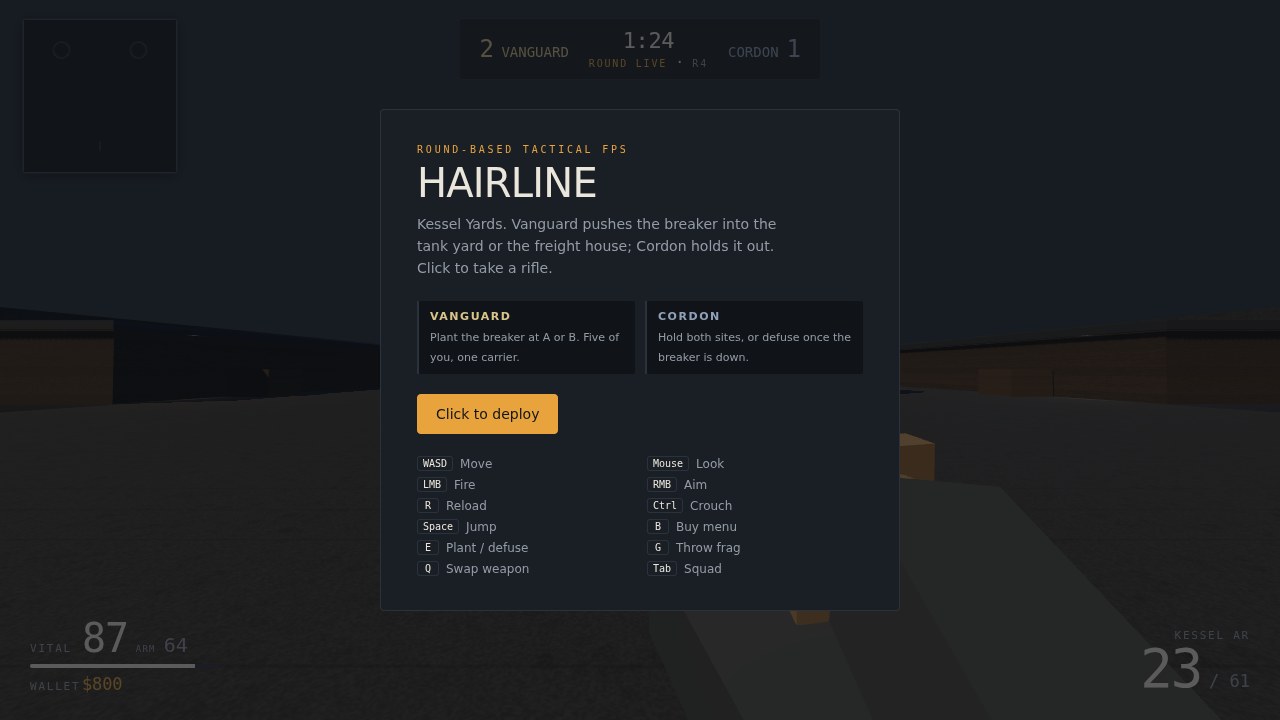 2 VANGUARD
1:24
ROUND LIVE · R4
CORDON 1
ROUND-BASED TACTICAL FPS
HAIRLINE
Kessel Yards. Vanguard pushes the breaker into the
tank yard or the freight house; Cordon holds it out.
Click to take a rifle.
VANGUARD
Plant the breaker at A or B. Five of
you, one carrier.
CORDON
Hold both sites, or defuse once the
breaker is down.
Click to deploy
WASD Move
Mouse Look
LMB Fire
RMB Aim
R Reload
Ctrl Crouch
Space Jump
B Buy menu
E Plant / defuse
G Throw frag
Q Swap weapon
Tab Squad
VITAL 87 ARM 64
WALLET $800
KESSEL AR
23 / 61